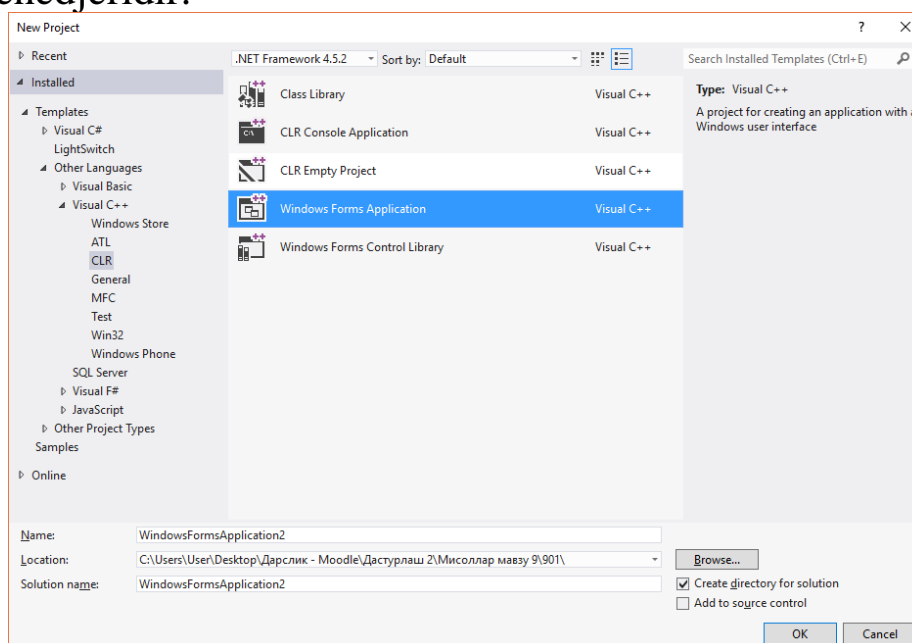 New Project ? X
Recent
.NET Framework 4.5.2 Sort by: Default
Search Installed Templates (Ctrl+E)
Installed
Templates
Visual C#
LightSwitch
Other Languages
Visual Basic
Visual C++
Windows Store
ATL
CLR
General
MFC
Test
Win32
Windows Phone
SQL Server
Visual F#
JavaScript
Other Project Types
Samples
Online
Class Library Visual C++
CLR Console Application Visual C++
CLR Empty Project Visual C++
Windows Forms Application Visual C++
Windows Forms Control Library Visual C++
Type: Visual C++
A project for creating an application with a
Windows user interface
Name: WindowsFormsApplication2
Location: C:\Users\User\Desktop\Дарслик - Moodle\Дастурлаш 2\Мисоллар мавзу 9\901\ Browse...
Solution name: WindowsFormsApplication2
Create directory for solution
Add to source control
OK Cancel